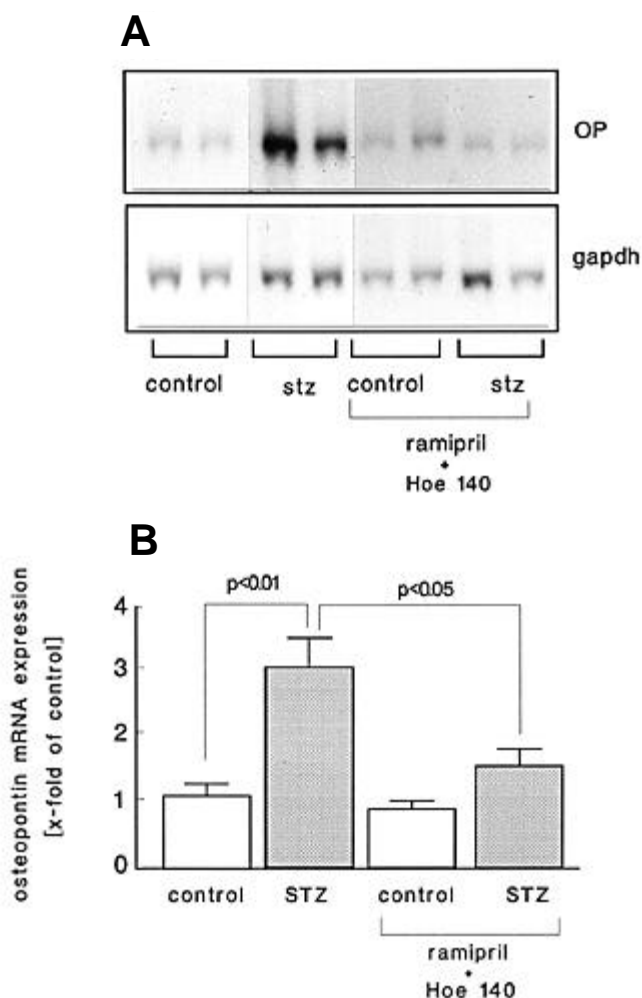 A
OP
gapdh
control stz control stz
ramipril
+
Hoe 140
B
osteopontin mRNA expression
[x-fold of control]
4
3
2
1
0
p<0.01
p<0.05
control STZ control STZ
ramipril
+
Hoe 140